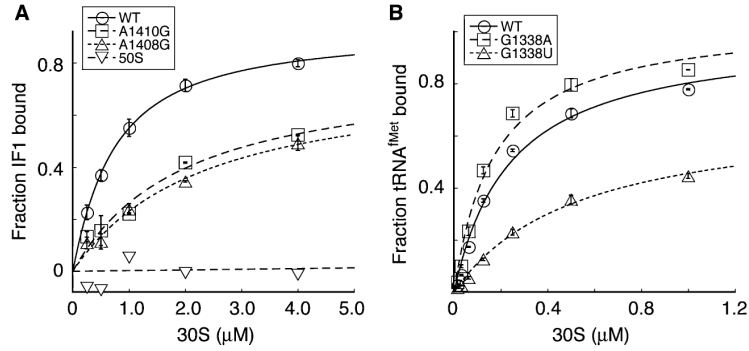 A
WT
A1410G
A1408G
50S
Fraction IF1 bound
0.8
0.4
0
0 1.0 2.0 3.0 4.0 5.0
30S (μM)
B
WT
G1338A
G1338U
Fraction tRNAfMet bound
0.8
0.4
0 0.4 0.8 1.2
30S (μM)